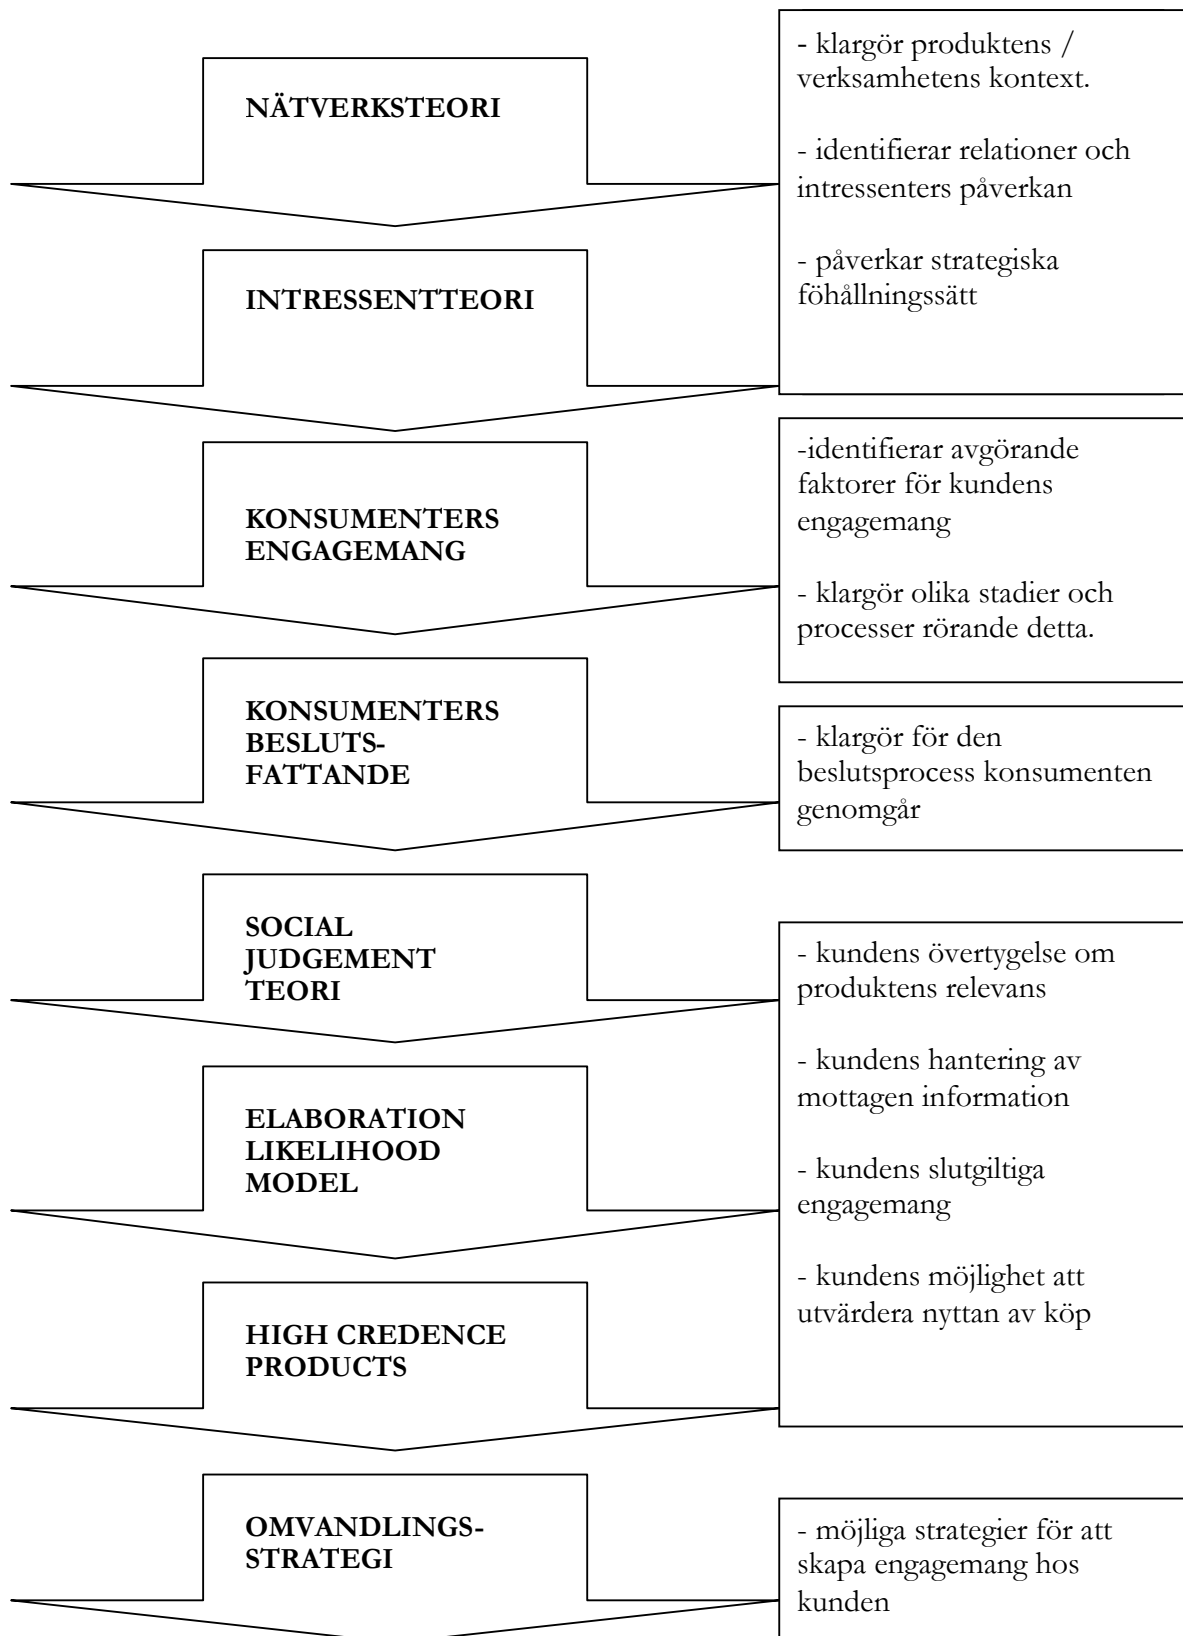 NÄTVERKSTEORI
- klargör produktens /
verksamhetens kontext.
- identifierar relationer och
intressenters påverkan
- påverkar strategiska
föhållningssätt
INTRESSENTTEORI
KONSUMENTERS
ENGAGEMANG
-identifierar avgörande
faktorer för kundens
engagemang
- klargör olika stadier och
processer rörande detta.
KONSUMENTERS
BESLUTS-
FATTANDE
- klargör för den
beslutsprocess konsumenten
genomgår
SOCIAL
JUDGEMENT
TEORI
ELABORATION
LIKELIHOOD
MODEL
HIGH CREDENCE
PRODUCTS
- kundens övertygelse om
produktens relevans
- kundens hantering av
mottagen information
- kundens slutgiltiga
engagemang
- kundens möjlighet att
utvärdera nyttan av köp
OMVANDLINGS-
STRATEGI
- möjliga strategier för att
skapa engagemang hos
kunden